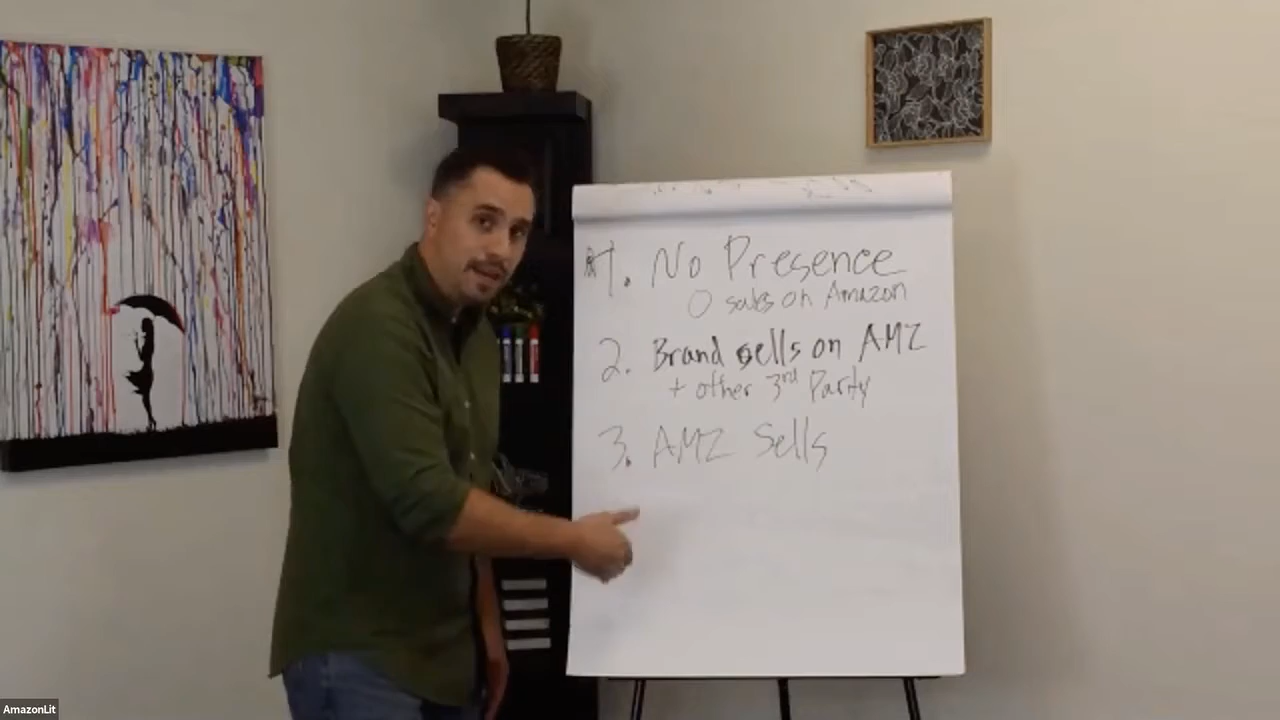 1. No Presence
0 sales on Amazon
2. Brand sells on AMZ
+ other 3rd Party
3. AMZ Sells
AmazonLit